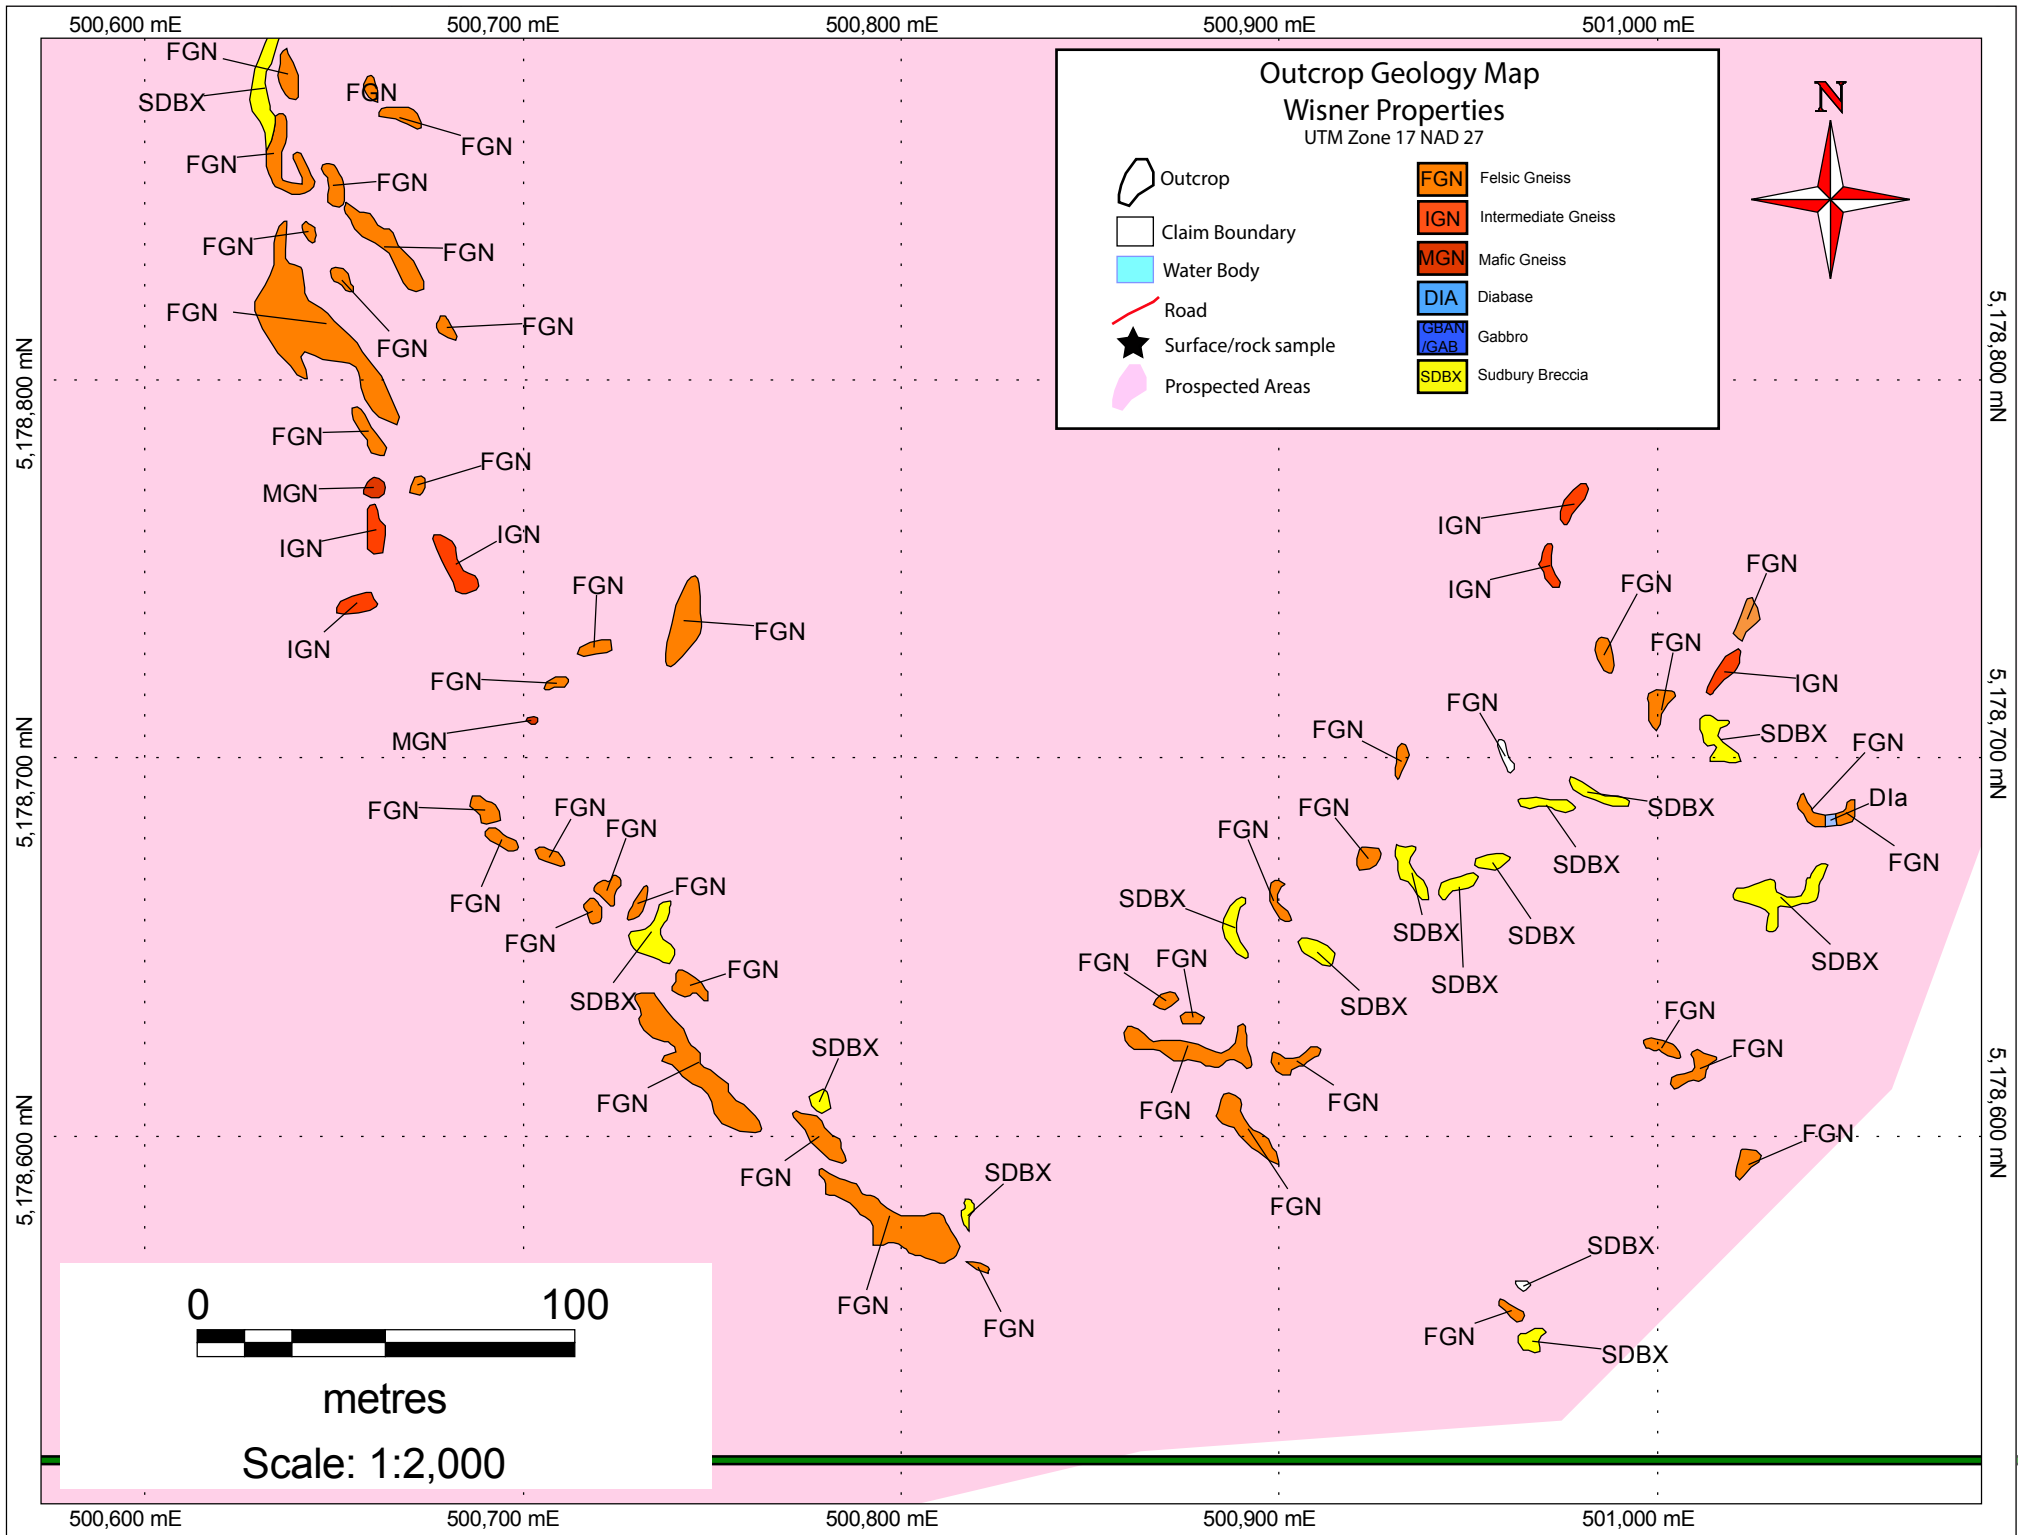 500,600 mE 500,700 mE 500,800 mE 500,900 mE 501,000 mE
FGN
SDBX
FGN
FGN
FGN
FGN
FGN
FGN
FGN
FGN
FGN
5,178,800 mN
FGN
FGN
MGN
FGN
IGN
IGN
IGN
FGN
FGN
FGN
MGN
5,178,700 mN
FGN
FGN
FGN
FGN
FGN
FGN
SDBX
FGN
FGN
SDBX
FGN
5,178,600 mN
SDBX
FGN
FGN
Outcrop Geology Map
Wisner Properties
UTM Zone 17 NAD 27
Outcrop
Claim Boundary
Water Body
Road
Surface/rock sample
Prospected Areas
FGN Felsic Gneiss
IGN Intermediate Gneiss
MGN Mafic Gneiss
DIA Diabase
GBAN
/GAB Gabbro
SDBX Sudbury Breccia
N
5,178,800 mN
IGN
IGN
FGN
FGN
FGN
IGN
FGN
FGN
SDBX
FGN
5,178,700 mN
SDBX
DIa
FGN
FGN
SDBX
FGN
SDBX
SDBX
SDBX
SDBX
SDBX
FGN
FGN
SDBX
SDBX
FGN
FGN
FGN
FGN
5,178,600 mN
FGN
FGN
SDBX
FGN
SDBX
0 100
metres
Scale: 1:2,000
500,600 mE 500,700 mE 500,800 mE 500,900 mE 501,000 mE